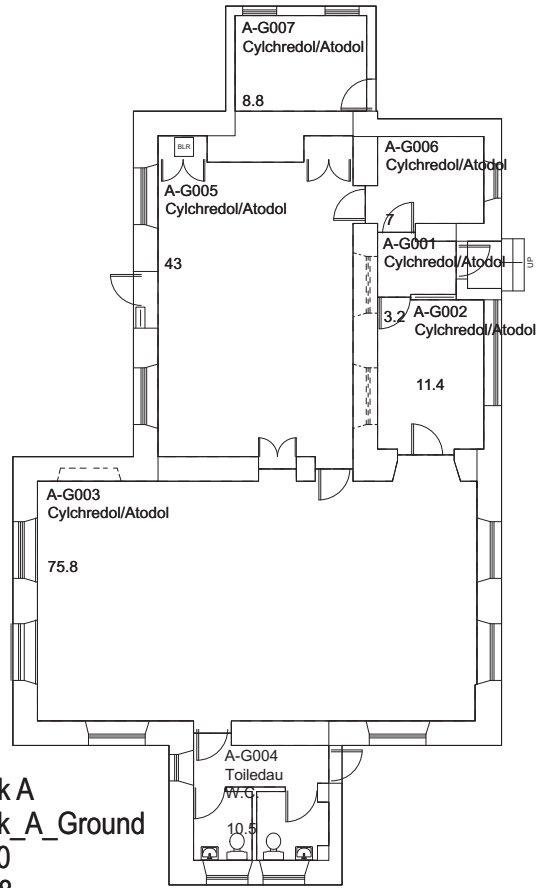 A-G007
Cylchredol/Atodol
8.8
BLR
A-G006
Cylchredol/Atodol
7
A-G005
Cylchredol/Atodol
43
A-G001
Cylchredol/Atodol
3.2
UP
A-G002
Cylchredol/Atodol
11.4
A-G003
Cylchredol/Atodol
75.8
A-G004
Toiledau
W.C.
10.5
k A
k_A_Ground
0